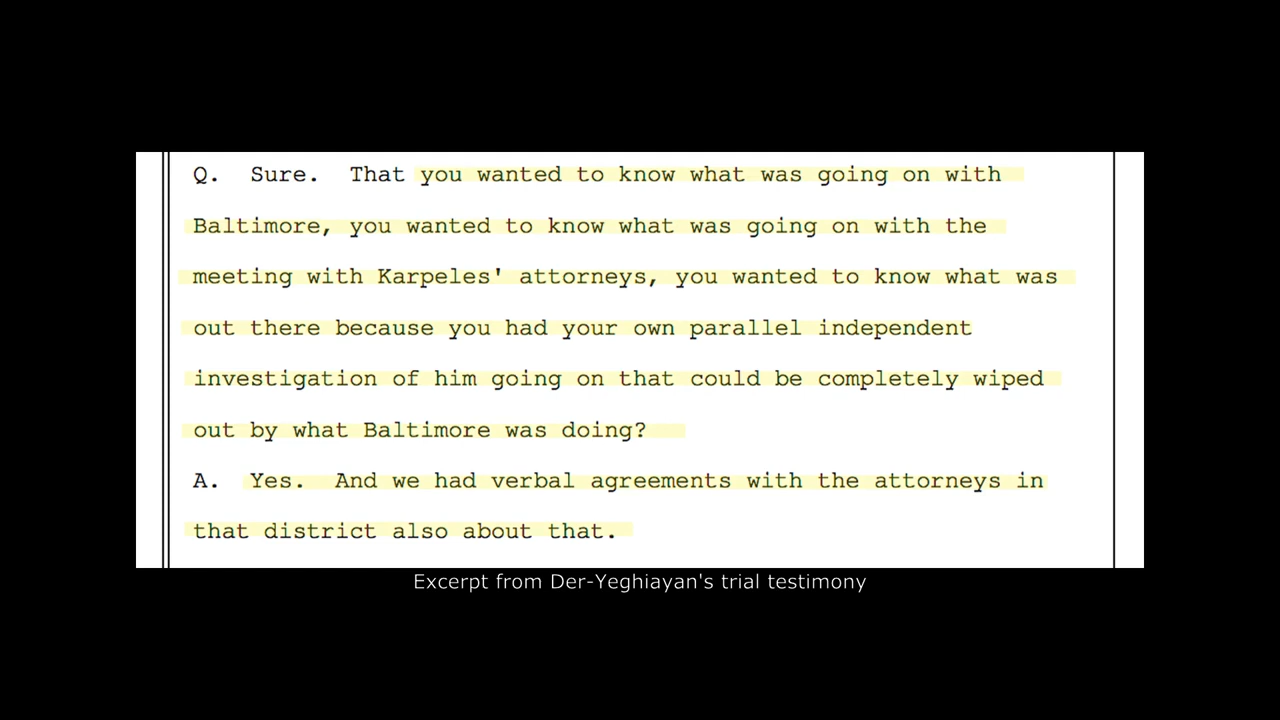 Q.  Sure.  That you wanted to know what was going on with
Baltimore, you wanted to know what was going on with the
meeting with Karpeles' attorneys, you wanted to know what was
out there because you had your own parallel independent
investigation of him going on that could be completely wiped
out by what Baltimore was doing?
A.  Yes.  And we had verbal agreements with the attorneys in
that district also about that.
Excerpt from Der-Yeghiayan's trial testimony